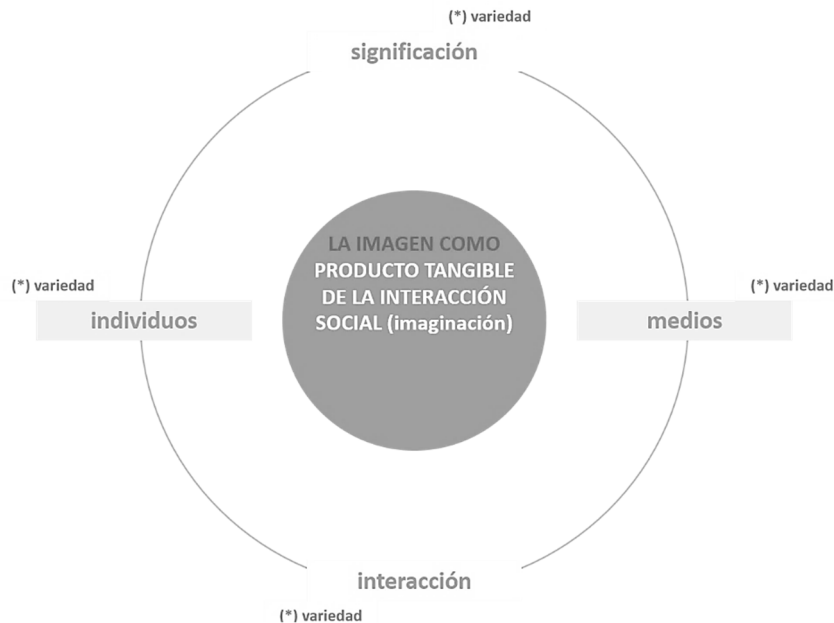 (*) variedad
significación
LA IMAGEN COMO
PRODUCTO TANGIBLE
DE LA INTERACCIÓN
SOCIAL (imaginación)
(*) variedad
individuos
(*) variedad
medios
interacción
(*) variedad